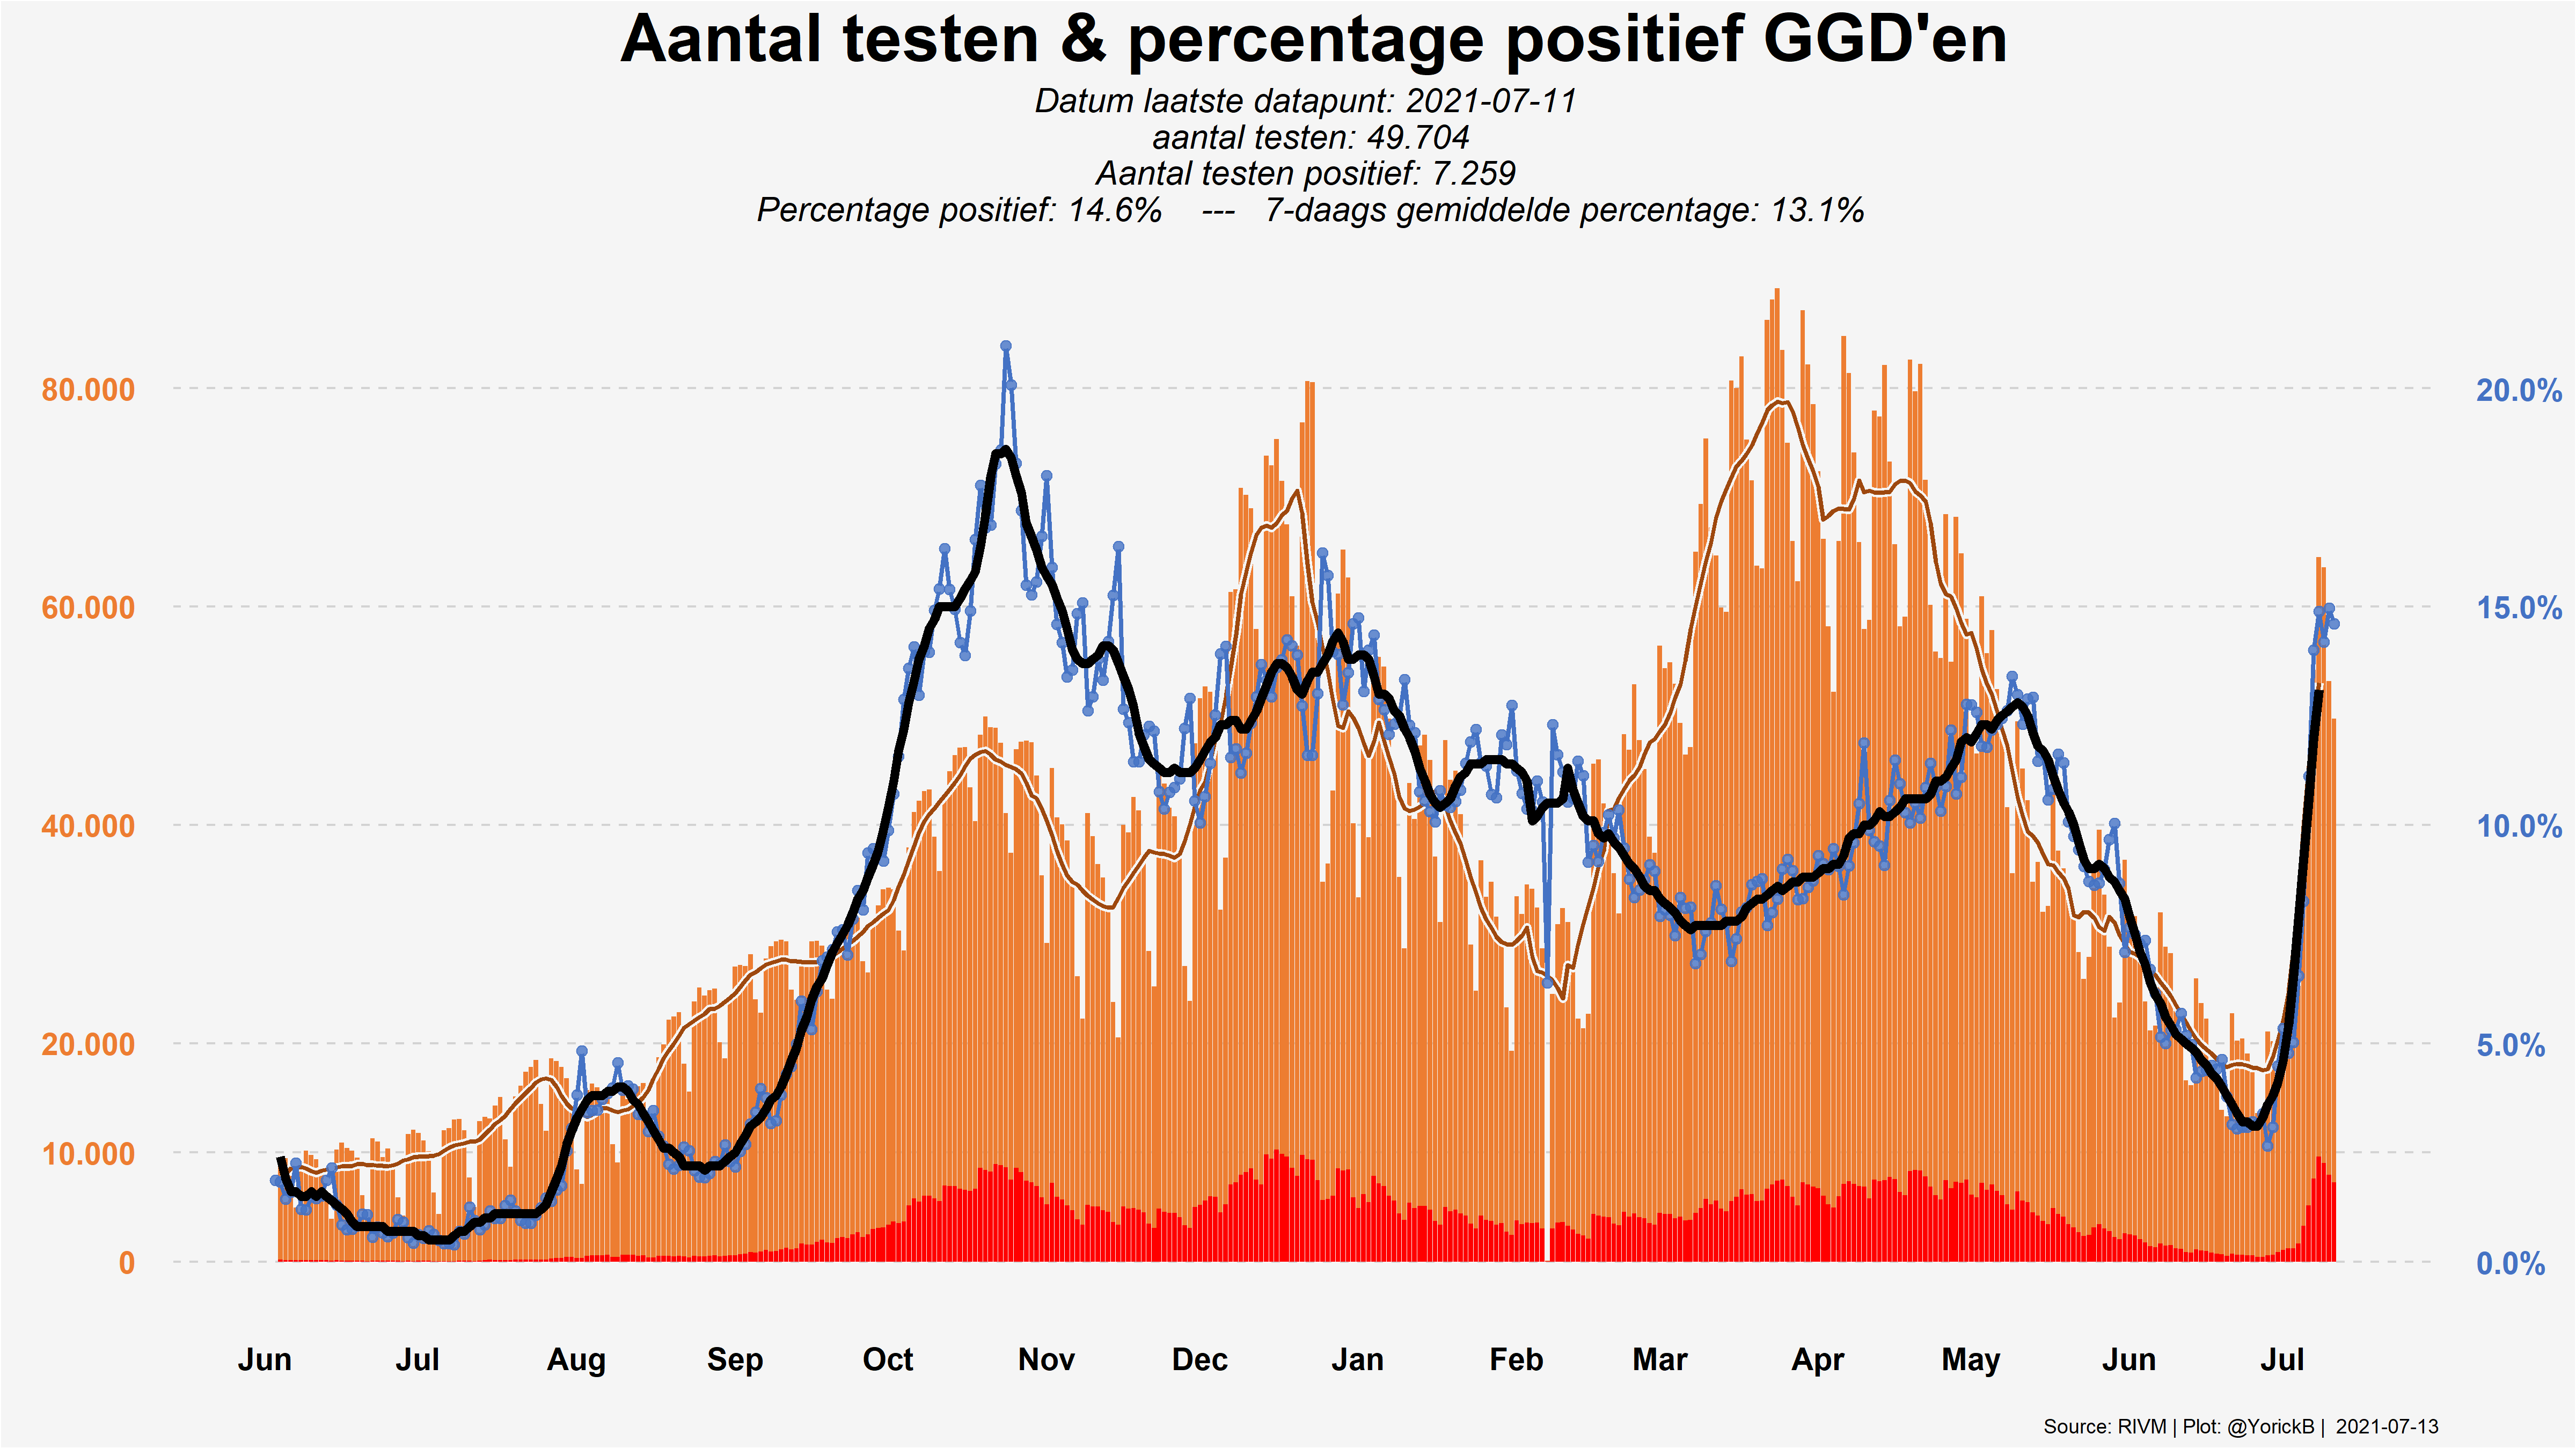 Aantal testen & percentage positief GGD'en
Datum laatste datapunt: 2021-07-11
aantal testen: 49.704
Aantal testen positief: 7.259
Percentage positief: 14.6% --- 7-daags gemiddelde percentage: 13.1%
80.000
60.000
40.000
20.000
10.000
0
20.0%
15.0%
10.0%
5.0%
0.0%
Jun Jul Aug Sep Oct Nov Dec Jan Feb Mar Apr May Jun Jul
Source: RIVM | Plot: @YorickB | 2021-07-13